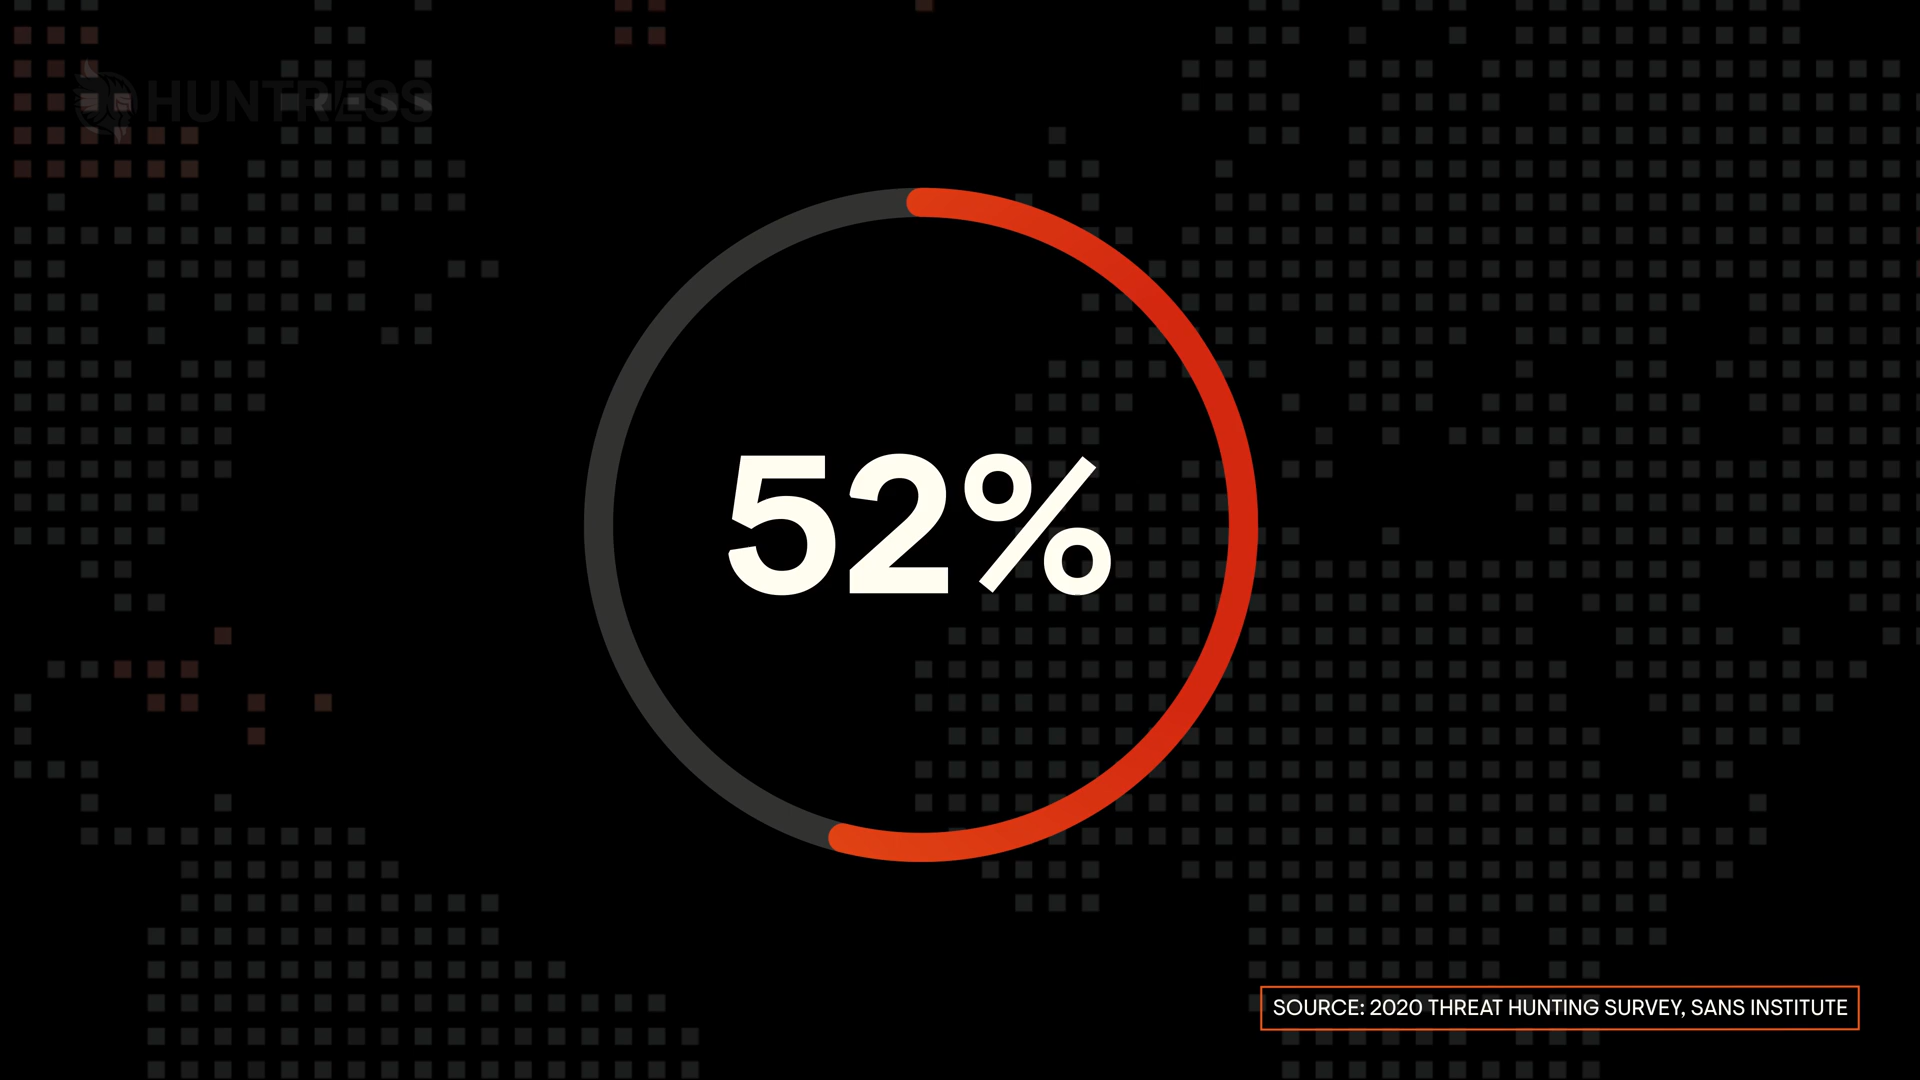 HUNTRESS
52%
SOURCE: 2020 THREAT HUNTING SURVEY, SANS INSTITUTE